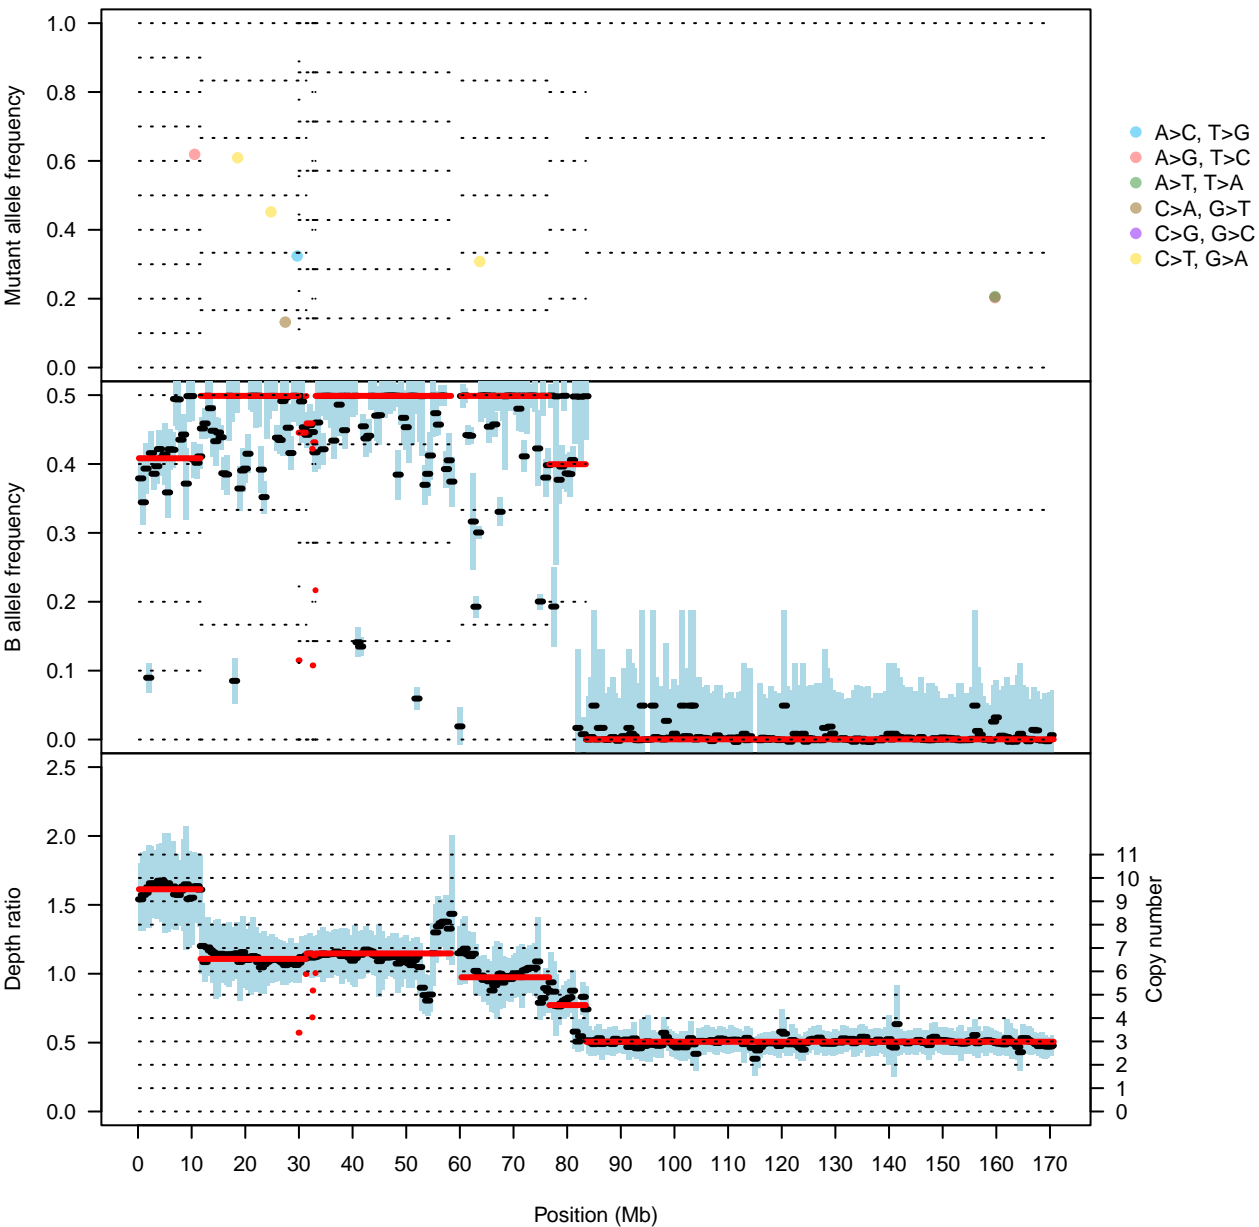 Mutant allele frequency
1.0
0.8
0.6
0.4
0.2
0.0
A>C, T>G
A>G, T>C
A>T, T>A
C>A, G>T
C>G, G>C
C>T, G>A
B allele frequency
0.5
0.4
0.3
0.2
0.1
0.0
Depth ratio
2.5
2.0
1.5
1.0
0.5
0.0
Copy number
11
10
9
8
7
6
5
4
3
2
1
0
0 10 20 30 40 50 60 70 80 90 100 110 120 130 140 150 160 170
Position (Mb)